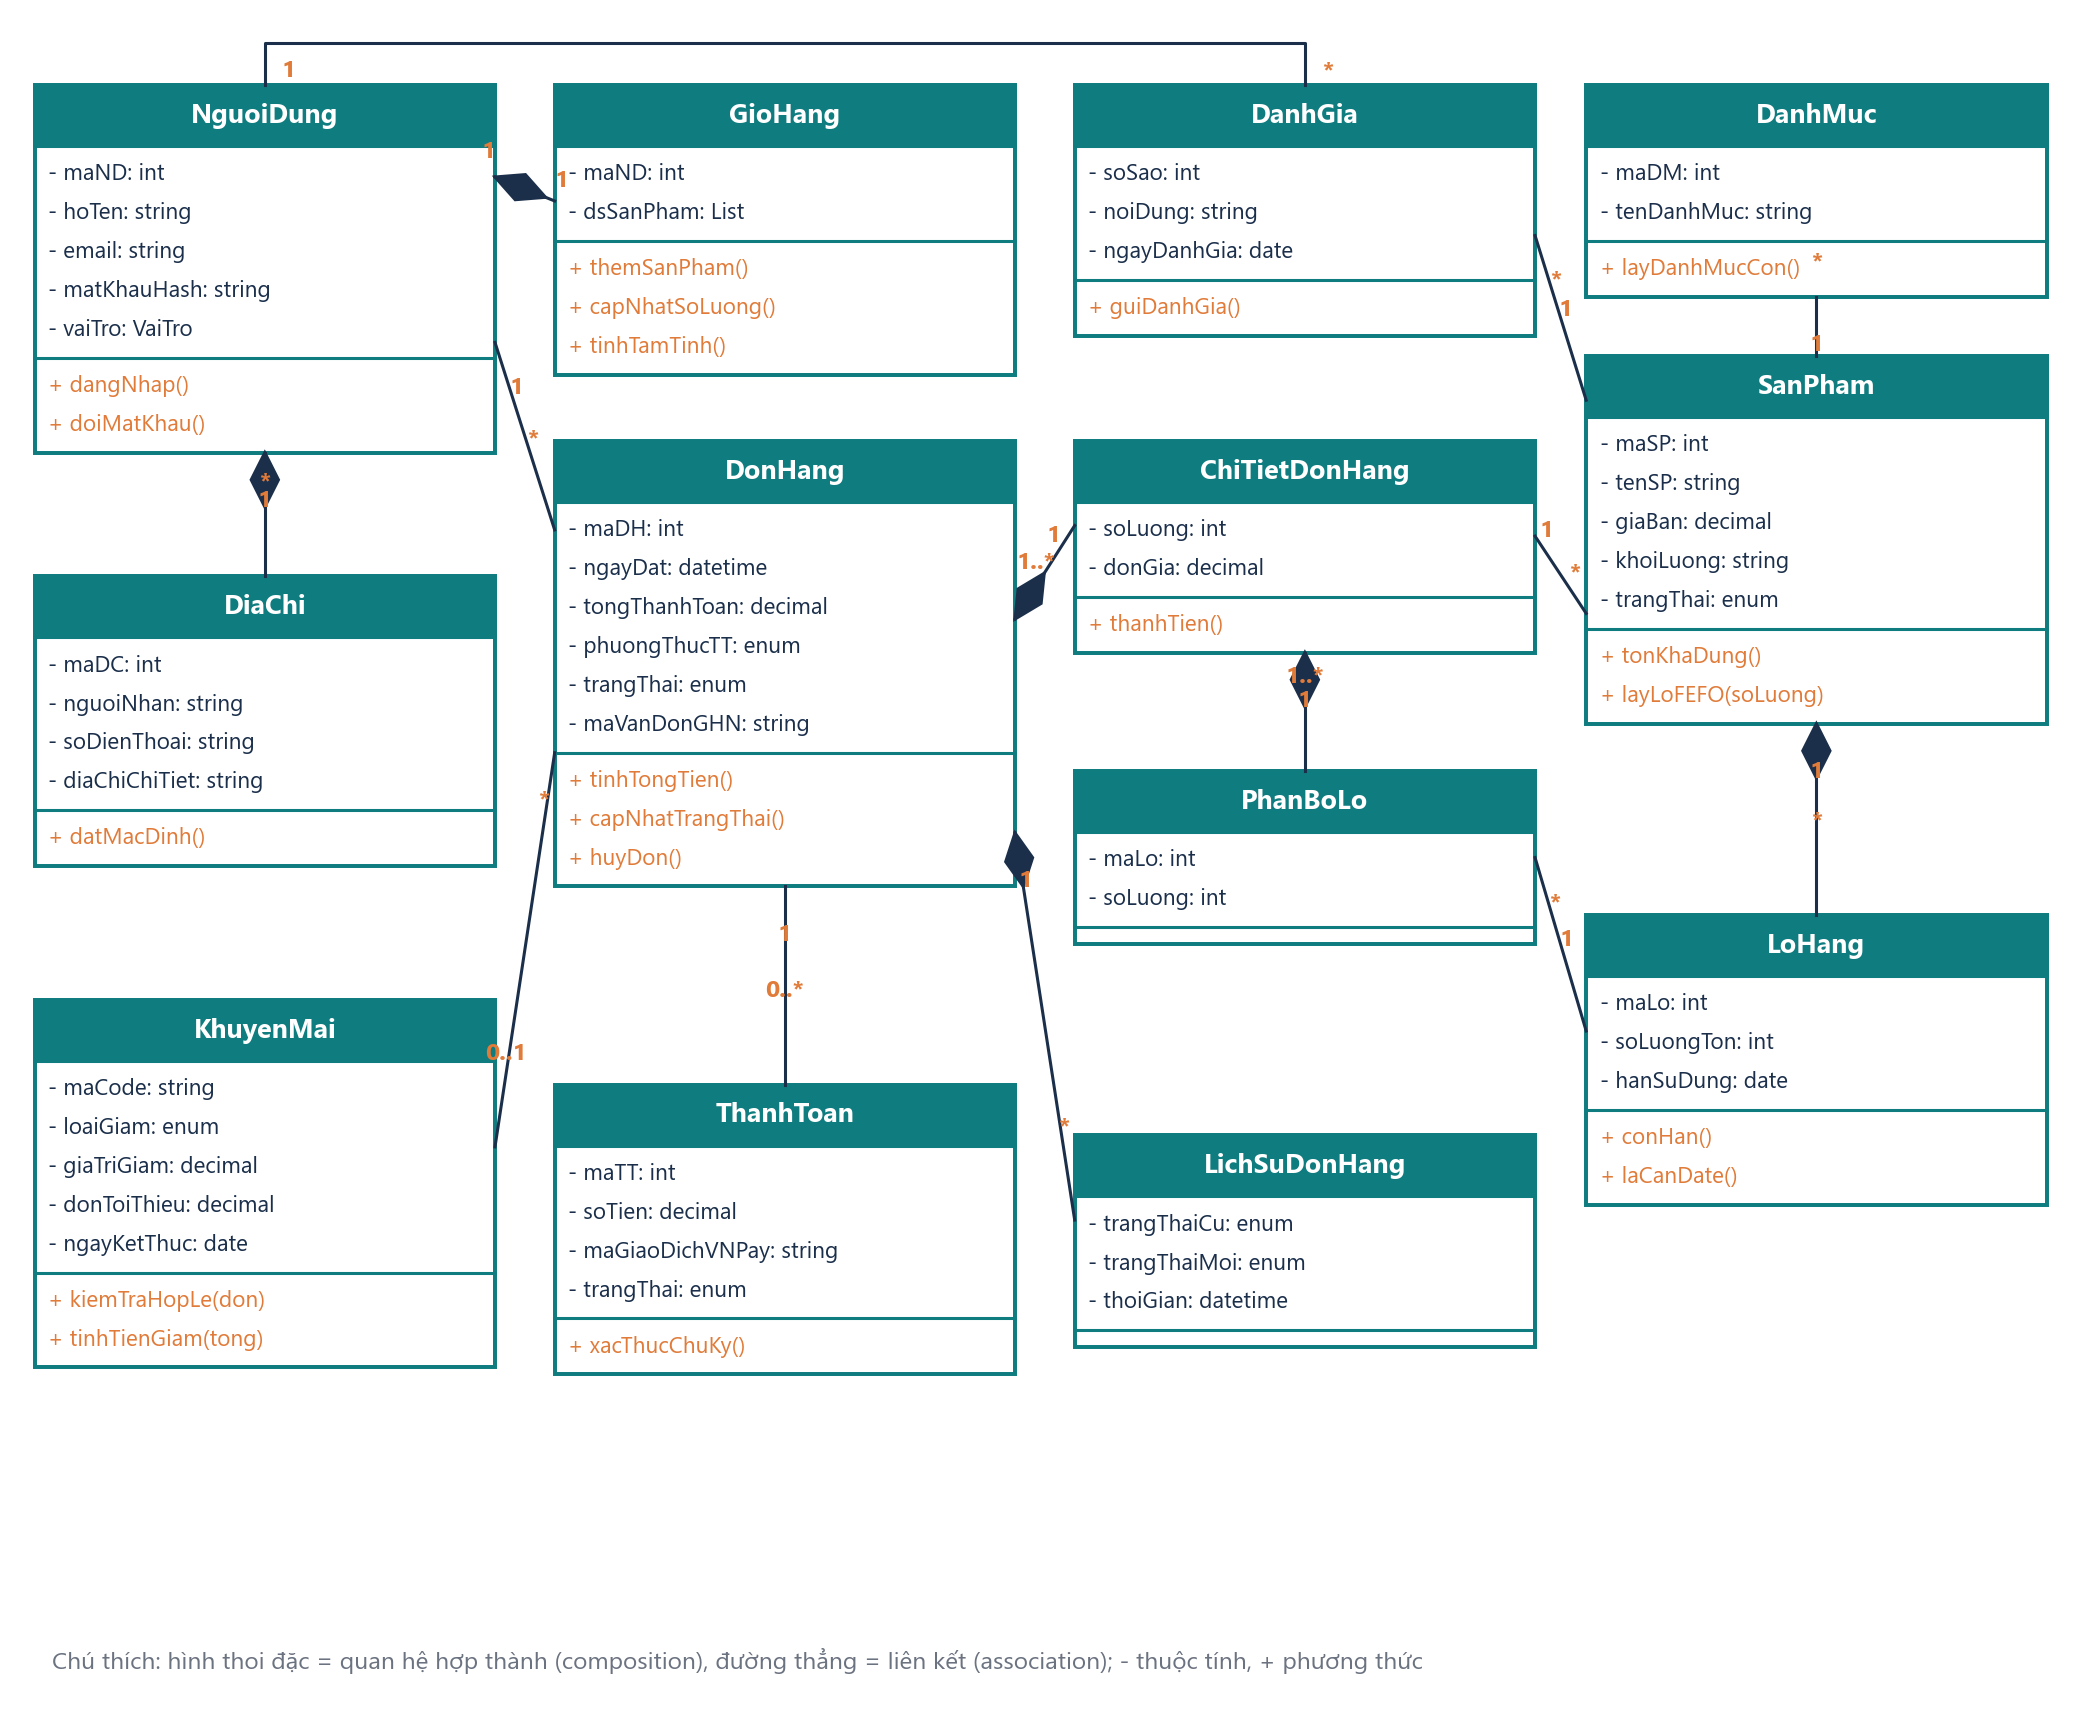 1
*
NguoiDung
- maND: int
- hoTen: string
- email: string
- matKhauHash: string
- vaiTro: VaiTro
+ dangNhap()
+ doiMatKhau()
1
1
GioHang
- maND: int
- dsSanPham: List
+ themSanPham()
+ capNhatSoLuong()
+ tinhTamTinh()
DanhGia
- soSao: int
- noiDung: string
- ngayDanhGia: date
+ guiDanhGia()
*
1
DanhMuc
- maDM: int
- tenDanhMuc: string
+ layDanhMucCon()
*
1
1
*
*
1
DiaChi
- maDC: int
- nguoiNhan: string
- soDienThoai: string
- diaChiChiTiet: string
+ datMacDinh()
DonHang
- maDH: int
- ngayDat: datetime
- tongThanhToan: decimal
- phuongThucTT: enum
- trangThai: enum
- maVanDonGHN: string
+ tinhTongTien()
+ capNhatTrangThai()
+ huyDon()
1
1..*
ChiTietDonHang
- soLuong: int
- donGia: decimal
+ thanhTien()
1
*
SanPham
- maSP: int
- tenSP: string
- giaBan: decimal
- khoiLuong: string
- trangThai: enum
+ tonKhaDung()
+ layLoFEFO(soLuong)
1..*
1
1
*
PhanBoLo
- maLo: int
- soLuong: int
*
1
LoHang
- maLo: int
- soLuongTon: int
- hanSuDung: date
+ conHan()
+ laCanDate()
*
0..1
1
0..*
1
*
KhuyenMai
- maCode: string
- loaiGiam: enum
- giaTriGiam: decimal
- donToiThieu: decimal
- ngayKetThuc: date
+ kiemTraHopLe(don)
+ tinhTienGiam(tong)
ThanhToan
- maTT: int
- soTien: decimal
- maGiaoDichVNPay: string
- trangThai: enum
+ xacThucChuKy()
LichSuDonHang
- trangThaiCu: enum
- trangThaiMoi: enum
- thoiGian: datetime
Chú thích: hình thoi đặc = quan hệ hợp thành (composition), đường thẳng = liên kết (association); - thuộc tính, + phương thức